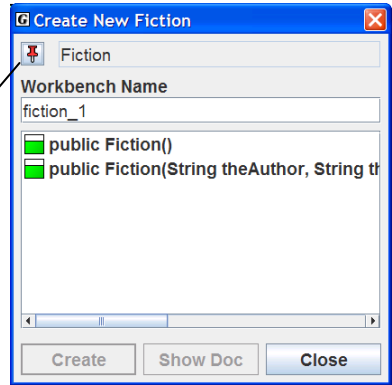 G Create New Fiction
Fiction
Workbench Name
fiction_1
public Fiction()
public Fiction(String theAuthor, String th
Create Show Doc Close